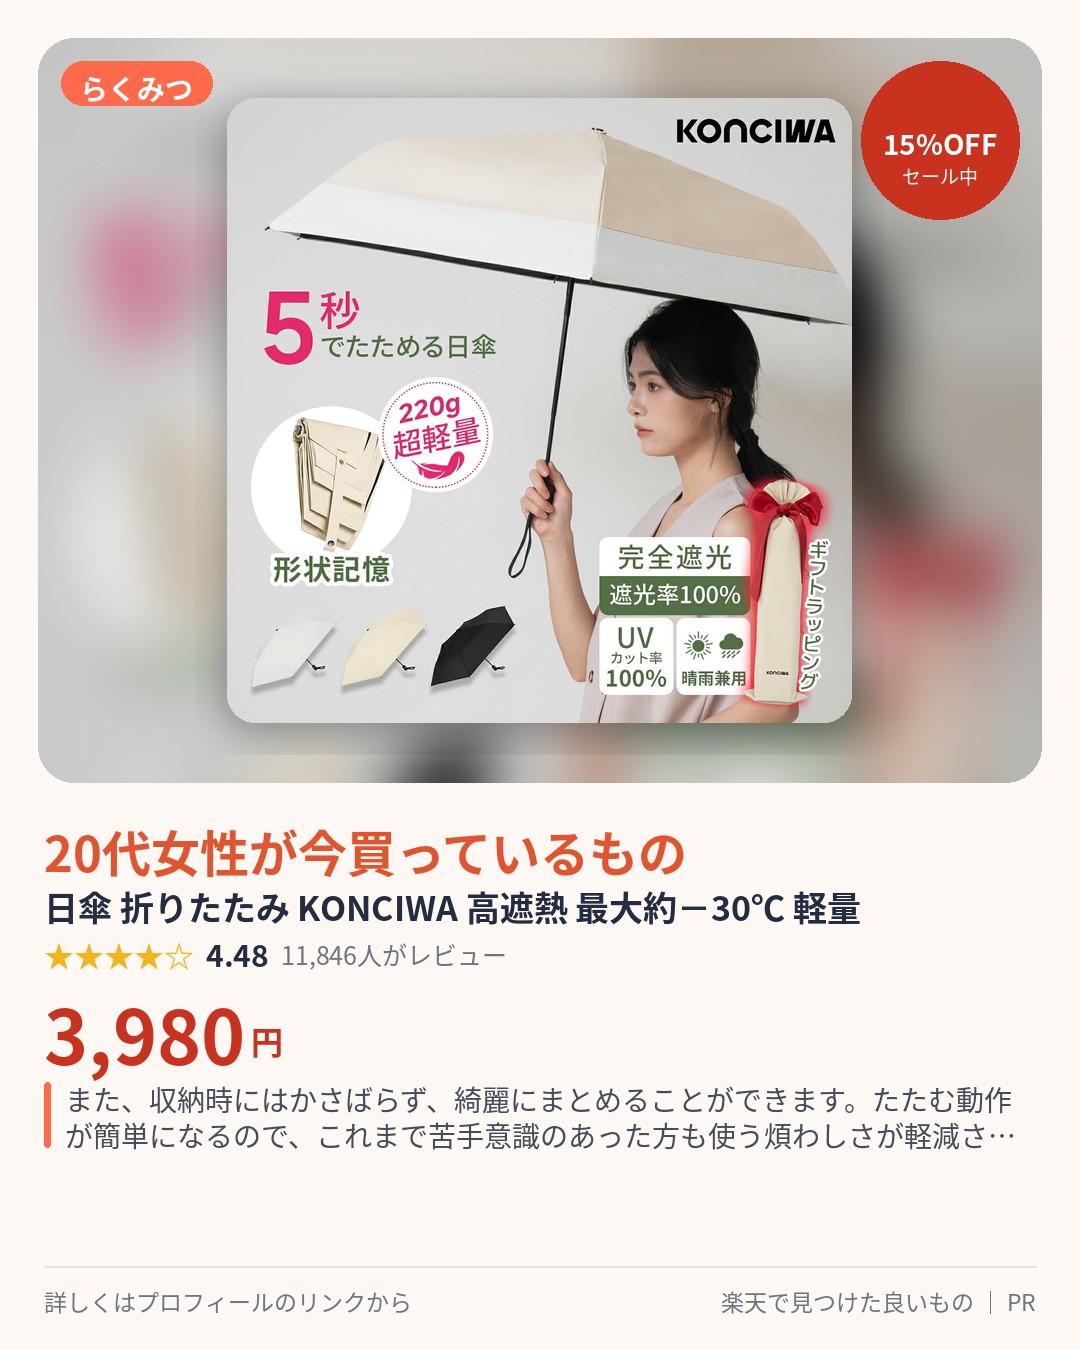 らくみつ
15%OFF
セール中
KONCIWA
5秒
でたためる日傘
220g
超軽量
形状記憶
完全遮光
遮光率100%
UV
カット率
100%
晴雨兼用
ギフトラッピング
KONCIWA
20代女性が今買っているもの
日傘 折りたたみ KONCIWA 高遮熱 最大約－30℃ 軽量
★★★★☆ 4.48 11,846人がレビュー
3,980円
また、収納時にはかさばらず、綺麗にまとめることができます。たたむ動作
が簡単になるので、これまで苦手意識のあった方も使う煩わしさが軽減さ…
詳しくはプロフィールのリンクから
楽天で見つけた良いもの｜PR